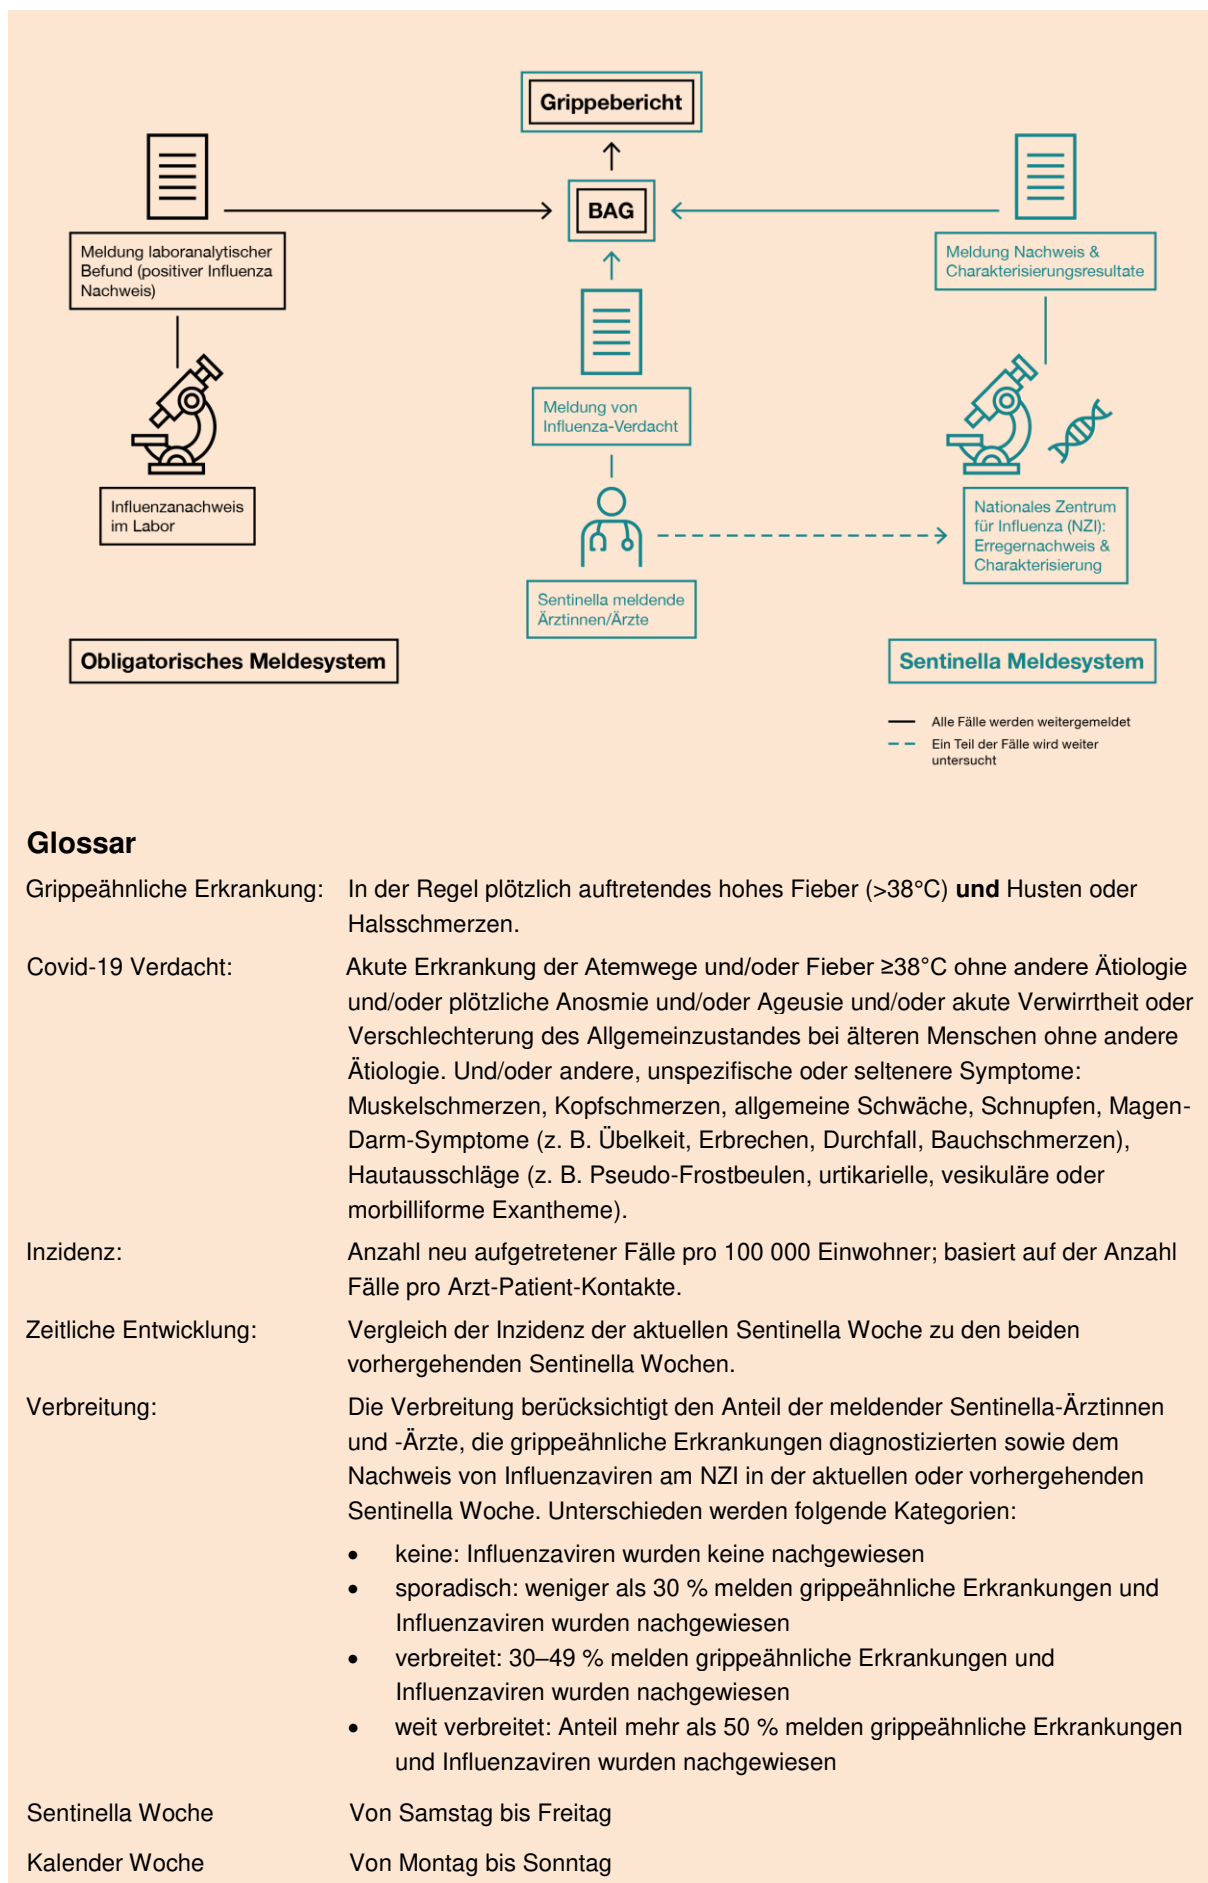 Grippebericht
BAG
Meldung laboranalytischer
Befund (positiver Influenza
Nachweis)
Meldung Nachweis &
Charakterisierungsresultate
Meldung von
Influenza-Verdacht
Influenzanachweis
im Labor
Nationales Zentrum
für Influenza (NZI):
Erregernachweis &
Charakterisierung
Sentinella meldende
Ärztinnen/Ärzte
Obligatorisches Meldesystem
Sentinella Meldesystem
Alle Fälle werden weitergemeldet
Ein Teil der Fälle wird weiter
untersucht
Glossar
Grippeähnliche Erkrankung: In der Regel plötzlich auftretendes hohes Fieber (>38°C) und Husten oder
Halsschmerzen.
Covid-19 Verdacht: Akute Erkrankung der Atemwege und/oder Fieber ≥38°C ohne andere Ätiologie
und/oder plötzliche Anosmie und/oder Ageusie und/oder akute Verwirrtheit oder
Verschlechterung des Allgemeinzustandes bei älteren Menschen ohne andere
Ätiologie. Und/oder andere, unspezifische oder seltenere Symptome:
Muskelschmerzen, Kopfschmerzen, allgemeine Schwäche, Schnupfen, Magen-
Darm-Symptome (z. B. Übelkeit, Erbrechen, Durchfall, Bauchschmerzen),
Hautausschläge (z. B. Pseudo-Frostbeulen, urtikarielle, vesikuläre oder
morbilliforme Exantheme).
Inzidenz: Anzahl neu aufgetretener Fälle pro 100 000 Einwohner; basiert auf der Anzahl
Fälle pro Arzt-Patient-Kontakte.
Zeitliche Entwicklung: Vergleich der Inzidenz der aktuellen Sentinella Woche zu den beiden
vorhergehenden Sentinella Wochen.
Verbreitung: Die Verbreitung berücksichtigt den Anteil der meldender Sentinella-Ärztinnen
und -Ärzte, die grippeähnliche Erkrankungen diagnostizierten sowie dem
Nachweis von Influenzaviren am NZI in der aktuellen oder vorhergehenden
Sentinella Woche. Unterschieden werden folgende Kategorien:
• keine: Influenzaviren wurden keine nachgewiesen
• sporadisch: weniger als 30 % melden grippeähnliche Erkrankungen und
Influenzaviren wurden nachgewiesen
• verbreitet: 30–49 % melden grippeähnliche Erkrankungen und
Influenzaviren wurden nachgewiesen
• weit verbreitet: Anteil mehr als 50 % melden grippeähnliche Erkrankungen
und Influenzaviren wurden nachgewiesen
Sentinella Woche Von Samstag bis Freitag
Kalender Woche Von Montag bis Sonntag